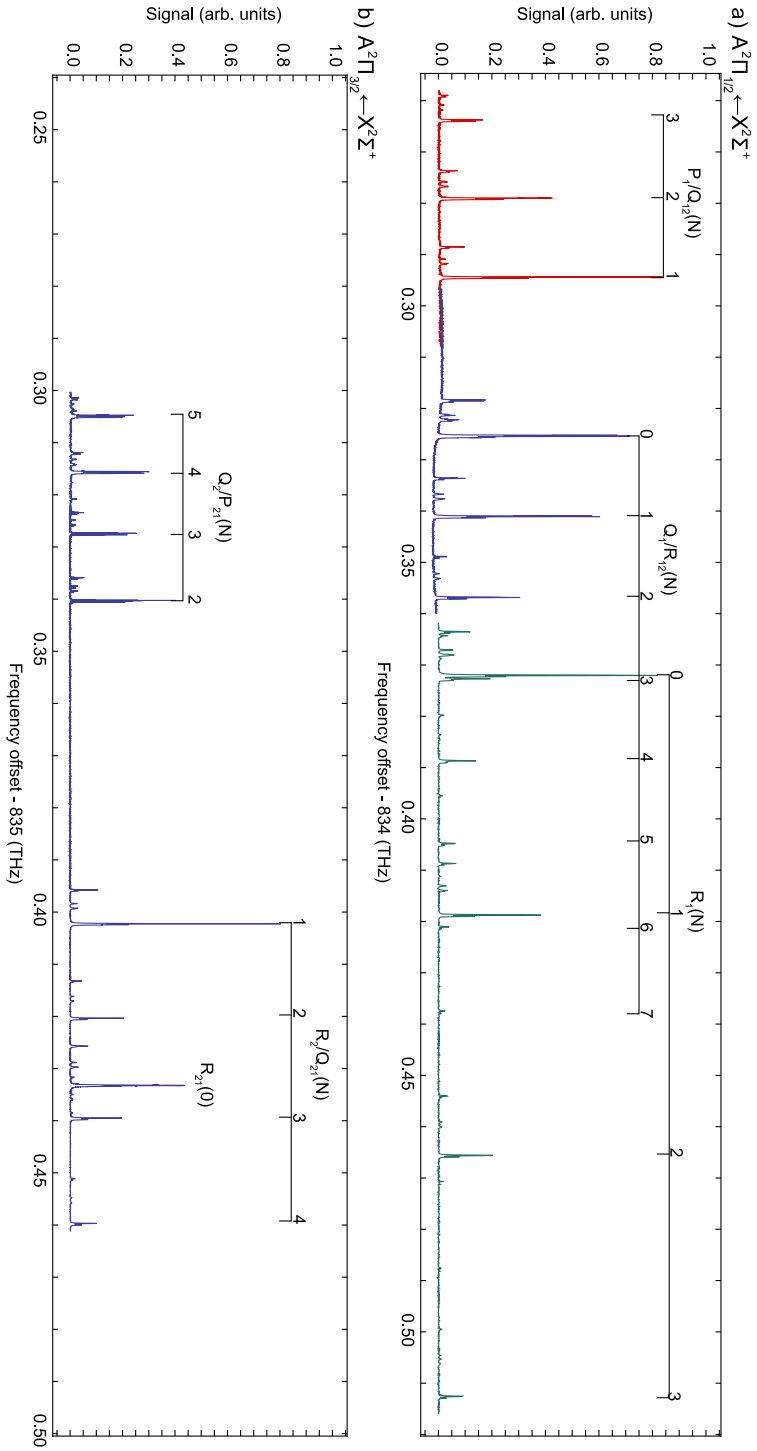 a) A²Π₁/₂←X²Σ⁺
Signal (arb. units)
1.0
0.8
0.6
0.4
0.2
0.0
3 2 1
P₁/Q₁₂(N)
0 1 2 3 4 5 6 7
Q₁/R₁₂(N)
0 1 2 3
R₁(N)
0.30 0.35 0.40 0.45 0.50
Frequency offset - 834 (THz)
b) A²Π₃/₂←X²Σ⁺
Signal (arb. units)
1.0
0.8
0.6
0.4
0.2
0.0
5 4 3 2
Q₂/P₂₁(N)
1 2 3 4
R₂/Q₂₁(N)
R₂₁(0)
0.25 0.30 0.35 0.40 0.45 0.50
Frequency offset - 835 (THz)